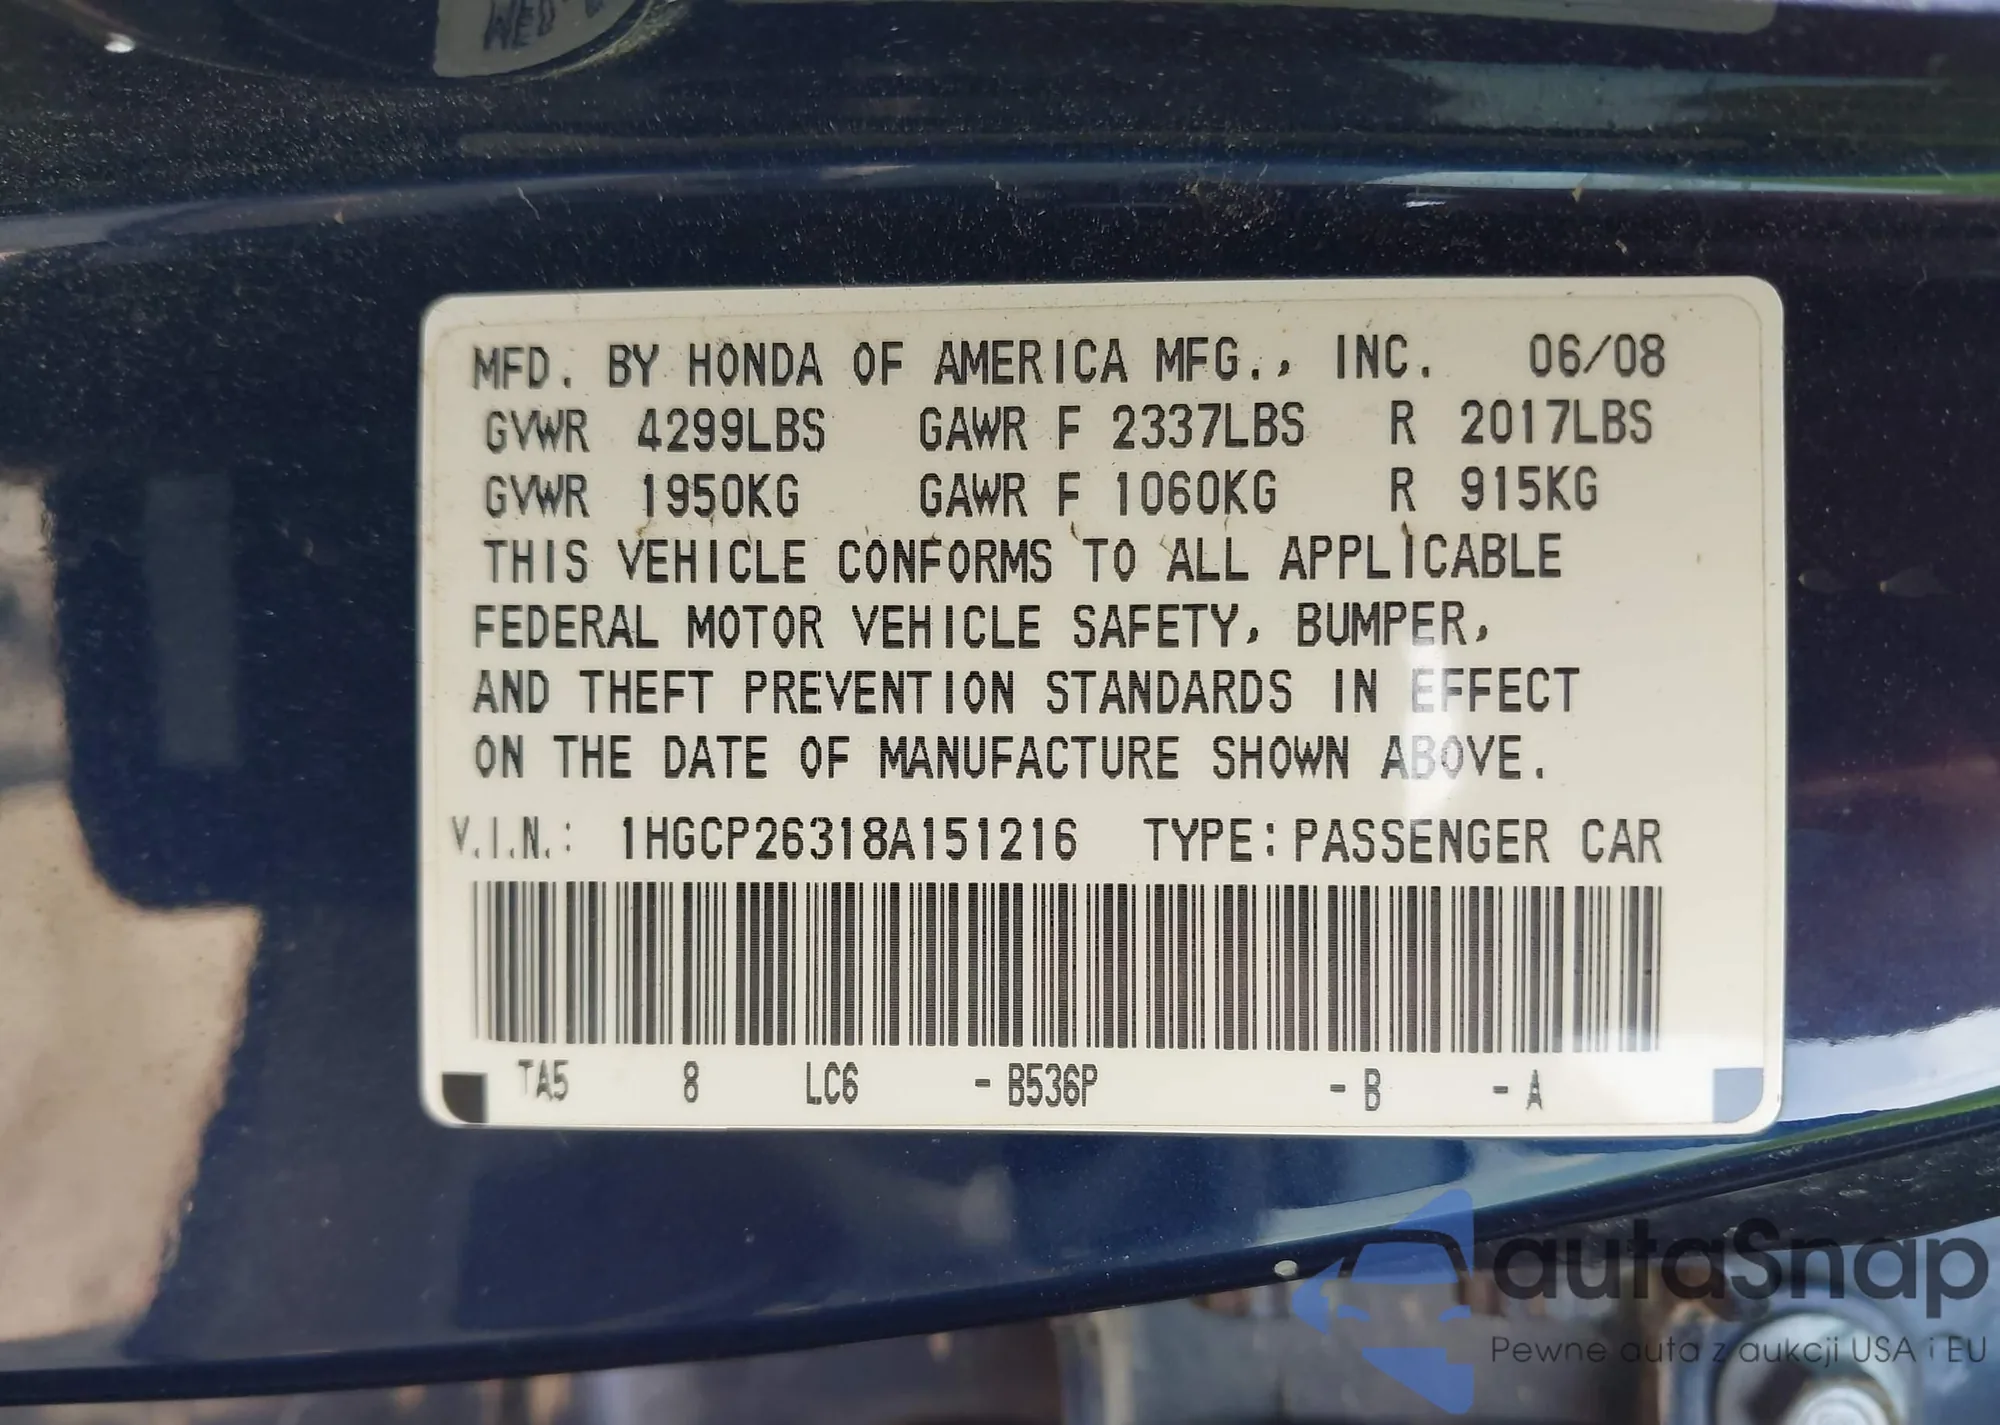 WED
MFD. BY HONDA OF AMERICA MFG., INC. 06/08
GVWR 4299LBS GAWR F 2337LBS R 2017LBS
GVWR 1950KG GAWR F 1060KG R 915KG
THIS VEHICLE CONFORMS TO ALL APPLICABLE
FEDERAL MOTOR VEHICLE SAFETY, BUMPER,
AND THEFT PREVENTION STANDARDS IN EFFECT
ON THE DATE OF MANUFACTURE SHOWN ABOVE.
V.I.N.: 1HGCP26318A151216 TYPE:PASSENGER CAR
TA5 8 LC6 -B536P -B -A
autaSnap
Pewne auta z aukcji USA i EU